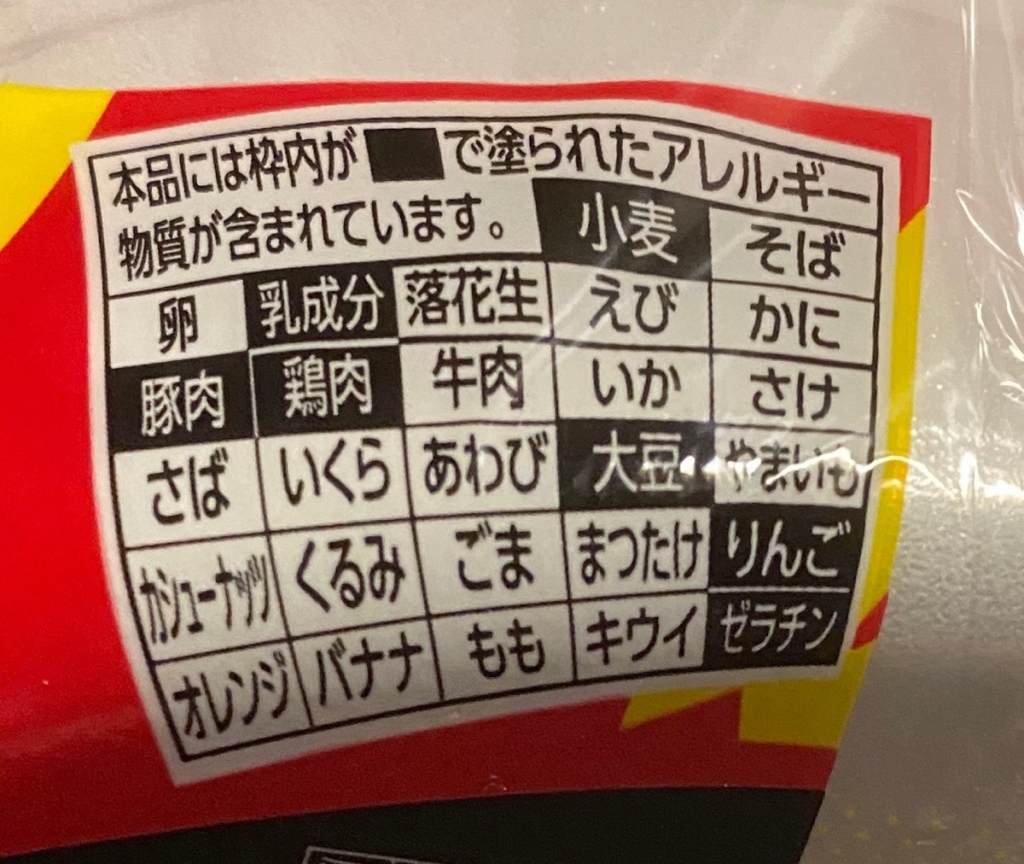 本品には枠内が■で塗られたアレルギー
物質が含まれています。 小麦 そば
卵 乳成分 落花生 えび かに
豚肉 鶏肉 牛肉 いか さけ
さば いくら あわび 大豆 やまいも
カシューナッツ くるみ ごま まつたけ りんご
オレンジ バナナ もも キウイ ゼラチン